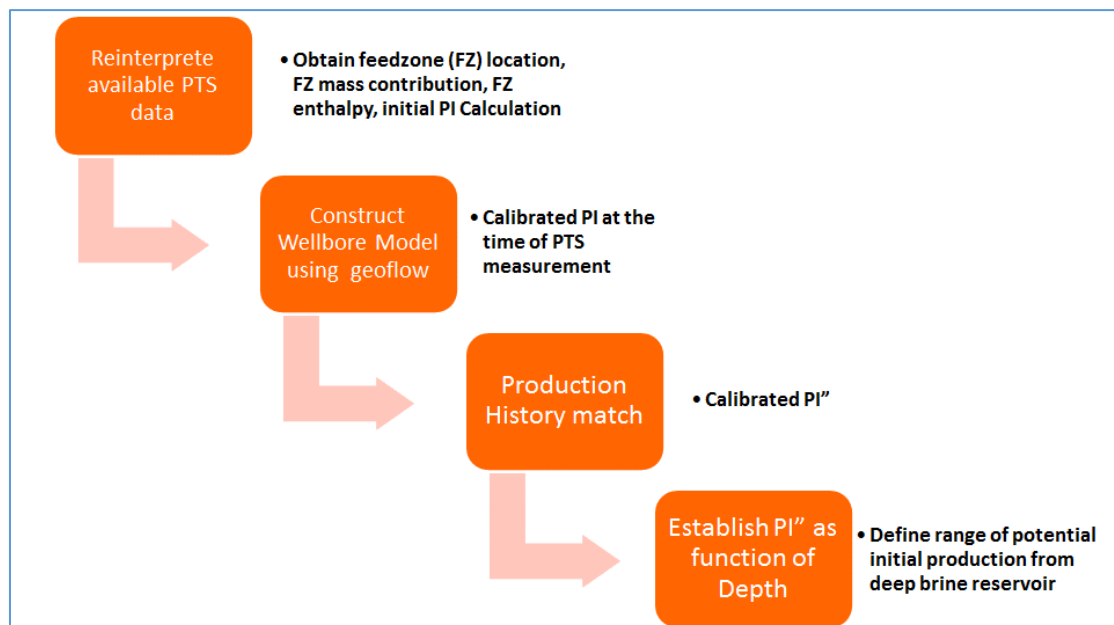 Reinterprete
available PTS
data
• Obtain feedzone (FZ) location,
FZ mass contribution, FZ
enthalpy, initial PI Calculation
Construct
Wellbore Model
using geoflow
• Calibrated PI at the
time of PTS
measurement
Production
History match
• Calibrated PI”
Establish PI” as
function of
Depth
• Define range of potential
initial production from
deep brine reservoir